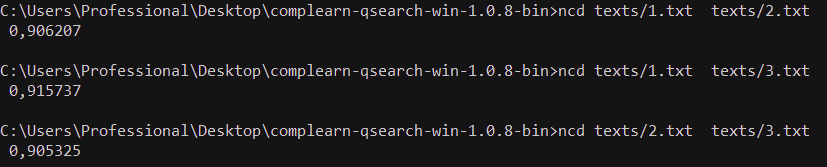 C:\Users\Professional\Desktop\complearn-qsearch-win-1.0.8-bin>ncd texts/1.txt  texts/2.txt
0,906207
C:\Users\Professional\Desktop\complearn-qsearch-win-1.0.8-bin>ncd texts/1.txt  texts/3.txt
0,915737
C:\Users\Professional\Desktop\complearn-qsearch-win-1.0.8-bin>ncd texts/2.txt  texts/3.txt
0,905325